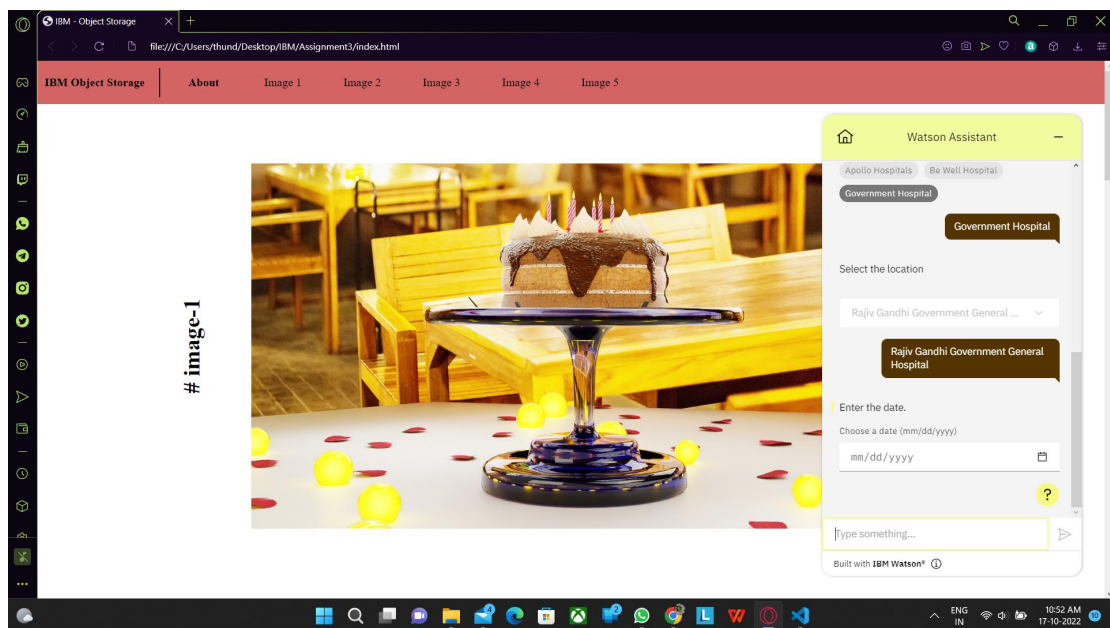 IBM - Object Storage
file:///C:/Users/thund/Desktop/IBM/Assignment3/index.html
IBM Object Storage About Image 1 Image 2 Image 3 Image 4 Image 5
# image-1
Watson Assistant
Apollo Hospitals Be Well Hospital
Government Hospital
Government Hospital
Select the location
Rajiv Gandhi Government General ...
Rajiv Gandhi Government General
Hospital
Enter the date.
Choose a date (mm/dd/yyyy)
mm/dd/yyyy
?
Type something...
Built with IBM Watson®
ENG
IN
10:52 AM
17-10-2022
10